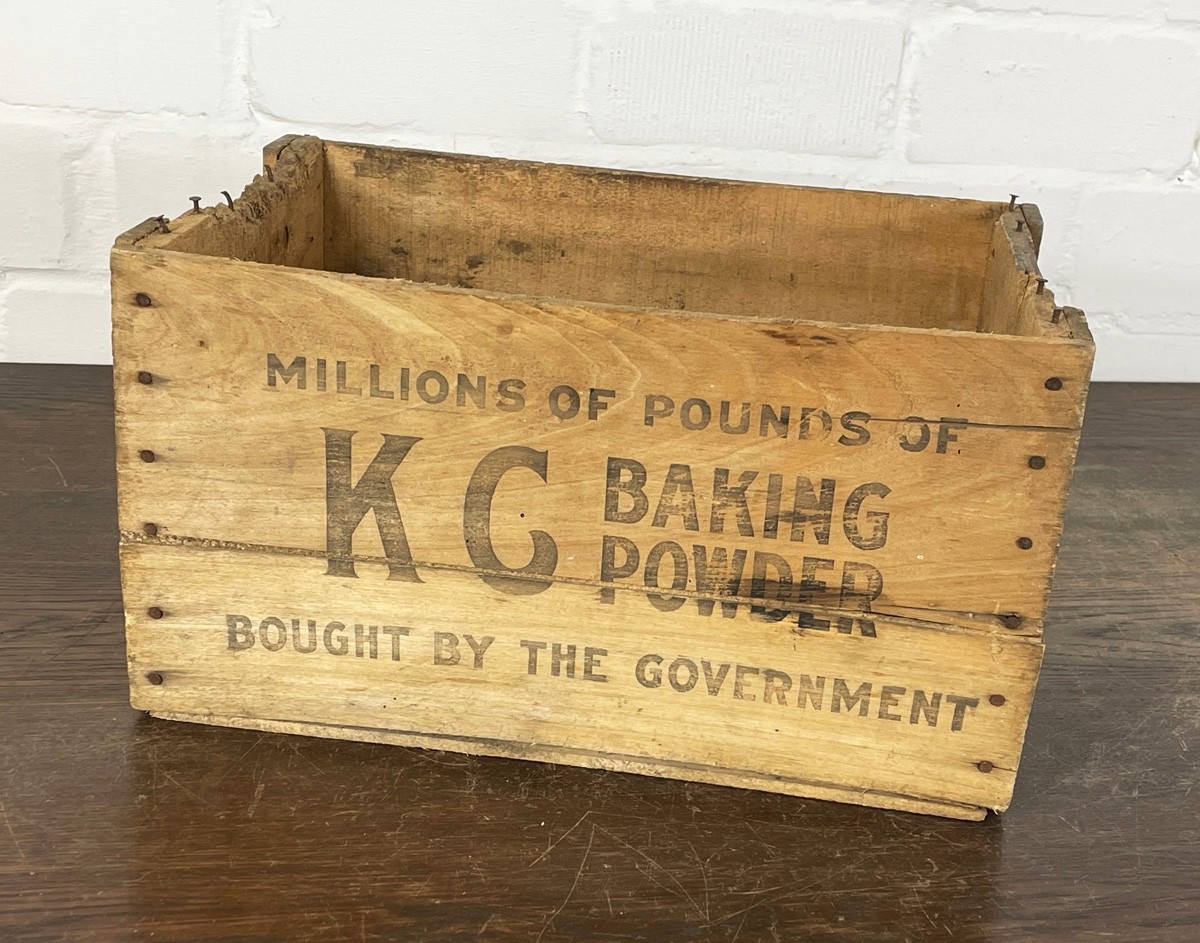 MILLIONS OF POUNDS OF
KC BAKING
POWDER
BOUGHT BY THE GOVERNMENT